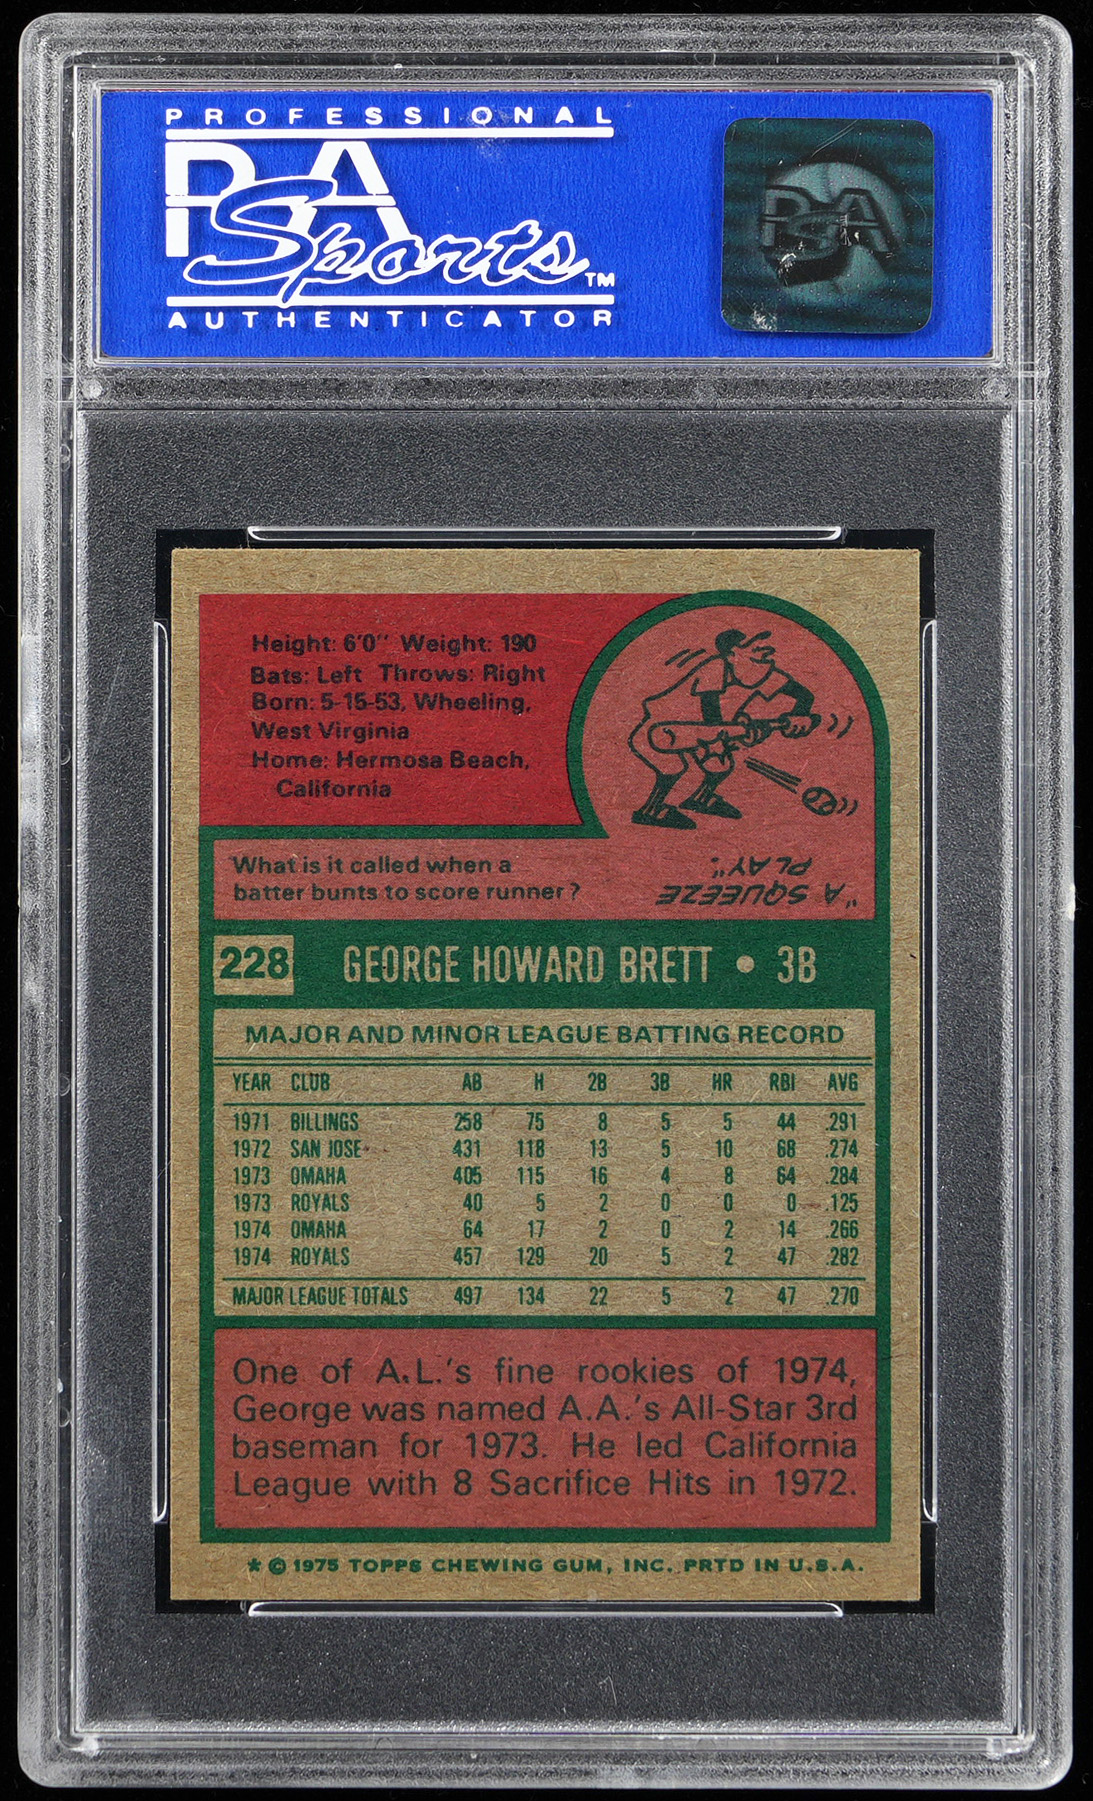 PROFESSIONAL
PSA
Sports™
AUTHENTICATOR
PSA
Height: 6'0" Weight: 190
Bats: Left Throws: Right
Born: 5-15-53, Wheeling,
West Virginia
Home: Hermosa Beach,
California
What is it called when a
batter bunts to score runner?
"A SQUEEZE
PLAY".
228 GEORGE HOWARD BRETT • 3B
MAJOR AND MINOR LEAGUE BATTING RECORD
YEAR CLUB AB H 2B 3B HR RBI AVG
1971 BILLINGS 258 75 8 5 5 44 .291
1972 SAN JOSE 431 118 13 5 10 68 .274
1973 OMAHA 405 115 16 4 8 64 .284
1973 ROYALS 40 5 2 0 0 0 .125
1974 OMAHA 64 17 2 0 2 14 .266
1974 ROYALS 457 129 20 5 2 47 .282
MAJOR LEAGUE TOTALS 497 134 22 5 2 47 .270
One of A.L.'s fine rookies of 1974,
George was named A.A.'s All-Star 3rd
baseman for 1973. He led California
League with 8 Sacrifice Hits in 1972.
* © 1975 TOPPS CHEWING GUM, INC. PRTD IN U.S.A.